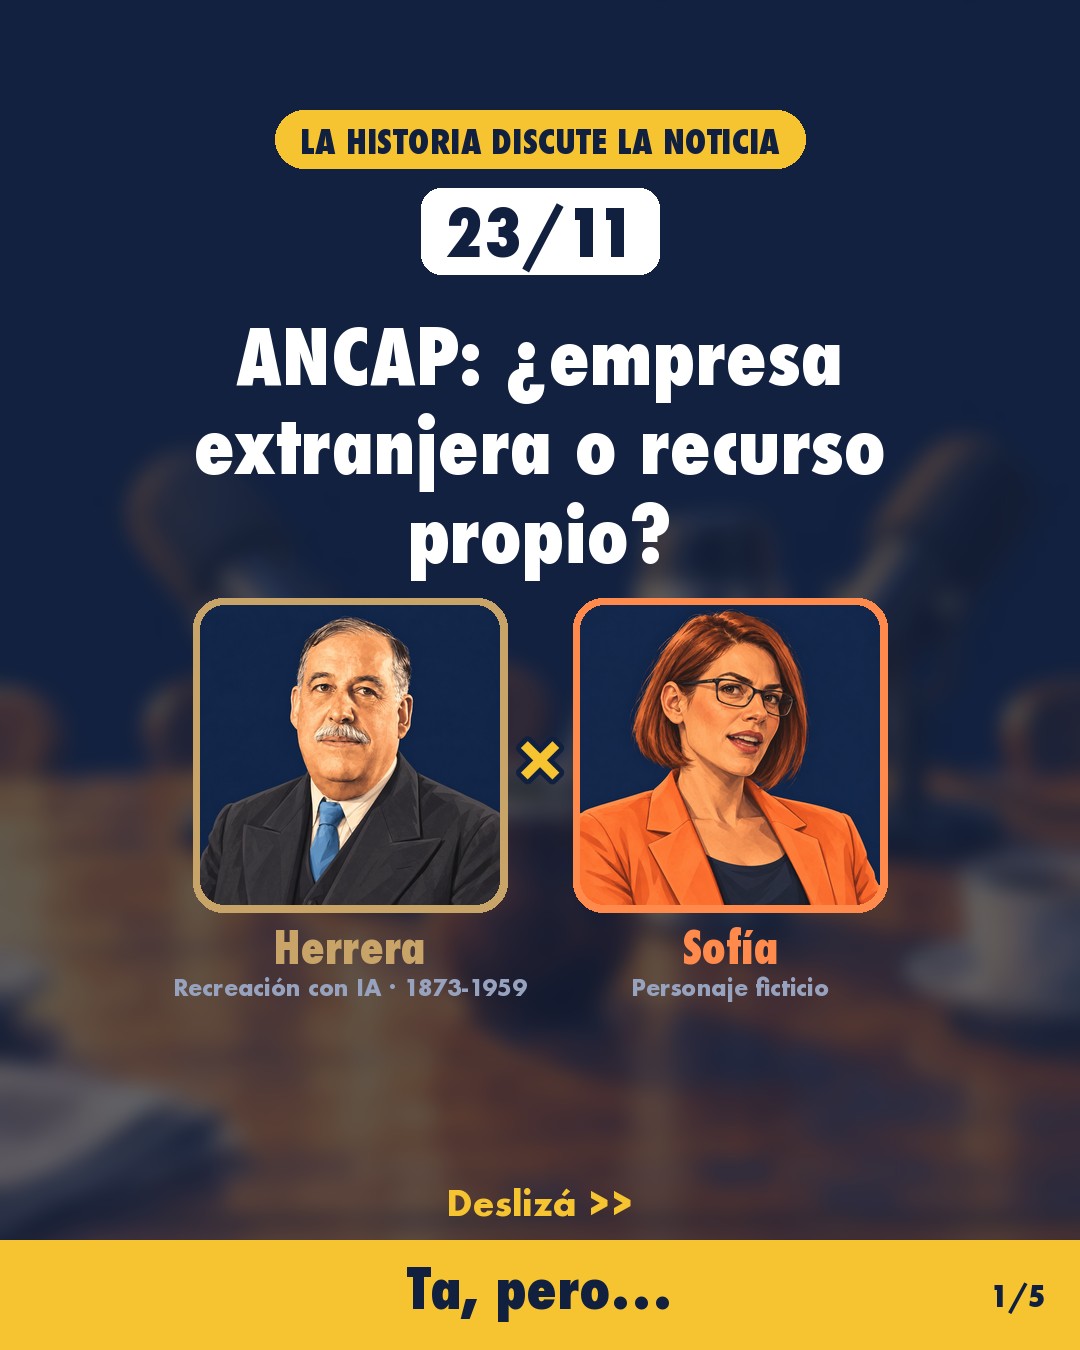 LA HISTORIA DISCUTE LA NOTICIA
23/11
ANCAP: ¿empresa
extranjera o recurso
propio?
Herrera
Recreación con IA · 1873-1959
Sofía
Personaje ficticio
Deslizá >>
Ta, pero...
1/5